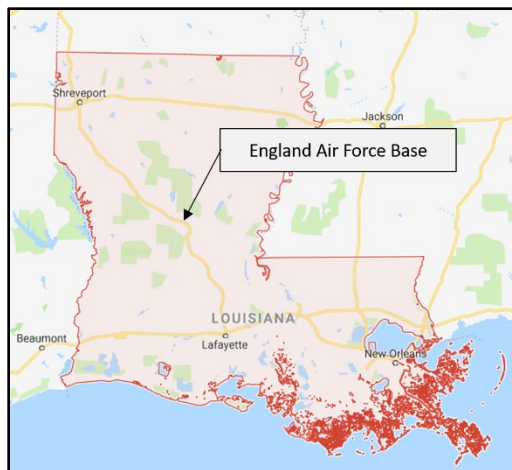 Shreveport
Jackson
England Air Force Base
LOUISIANA
Beaumont
Lafayette
New Orleans